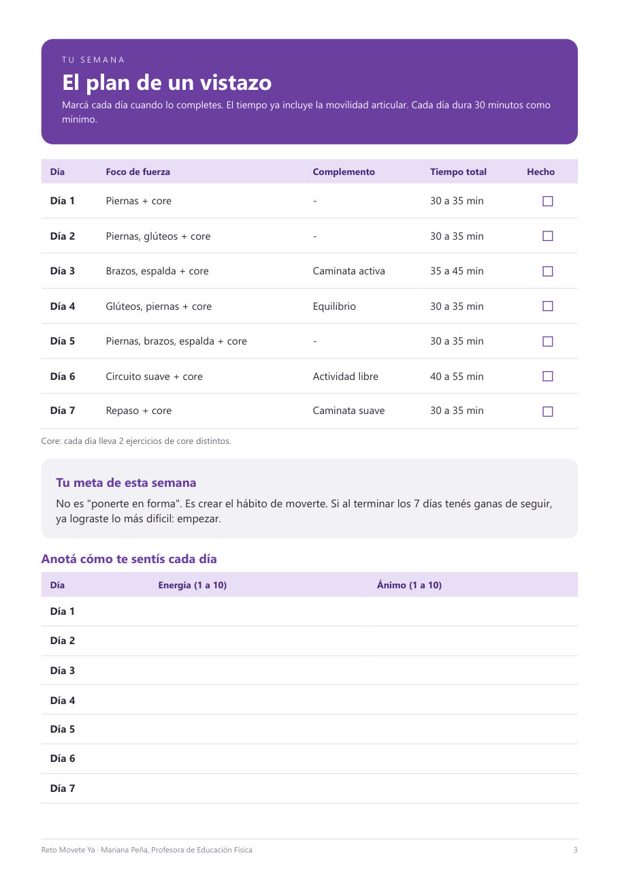 TU SEMANA
El plan de un vistazo
Marcá cada día cuando lo completes. El tiempo ya incluye la movilidad articular. Cada día dura 30 minutos como
mínimo.
Día Foco de fuerza Complemento Tiempo total Hecho
Día 1 Piernas + core - 30 a 35 min
Día 2 Piernas, glúteos + core - 30 a 35 min
Día 3 Brazos, espalda + core Caminata activa 35 a 45 min
Día 4 Glúteos, piernas + core Equilibrio 30 a 35 min
Día 5 Piernas, brazos, espalda + core - 30 a 35 min
Día 6 Circuito suave + core Actividad libre 40 a 55 min
Día 7 Repaso + core Caminata suave 30 a 35 min
Core: cada día lleva 2 ejercicios de core distintos.
Tu meta de esta semana
No es "ponerte en forma". Es crear el hábito de moverte. Si al terminar los 7 días tenés ganas de seguir,
ya lograste lo más difícil: empezar.
Anotá cómo te sentís cada día
Día Energía (1 a 10) Ánimo (1 a 10)
Día 1
Día 2
Día 3
Día 4
Día 5
Día 6
Día 7
Reto Movete Ya · Mariana Peña, Profesora de Educación Física 3